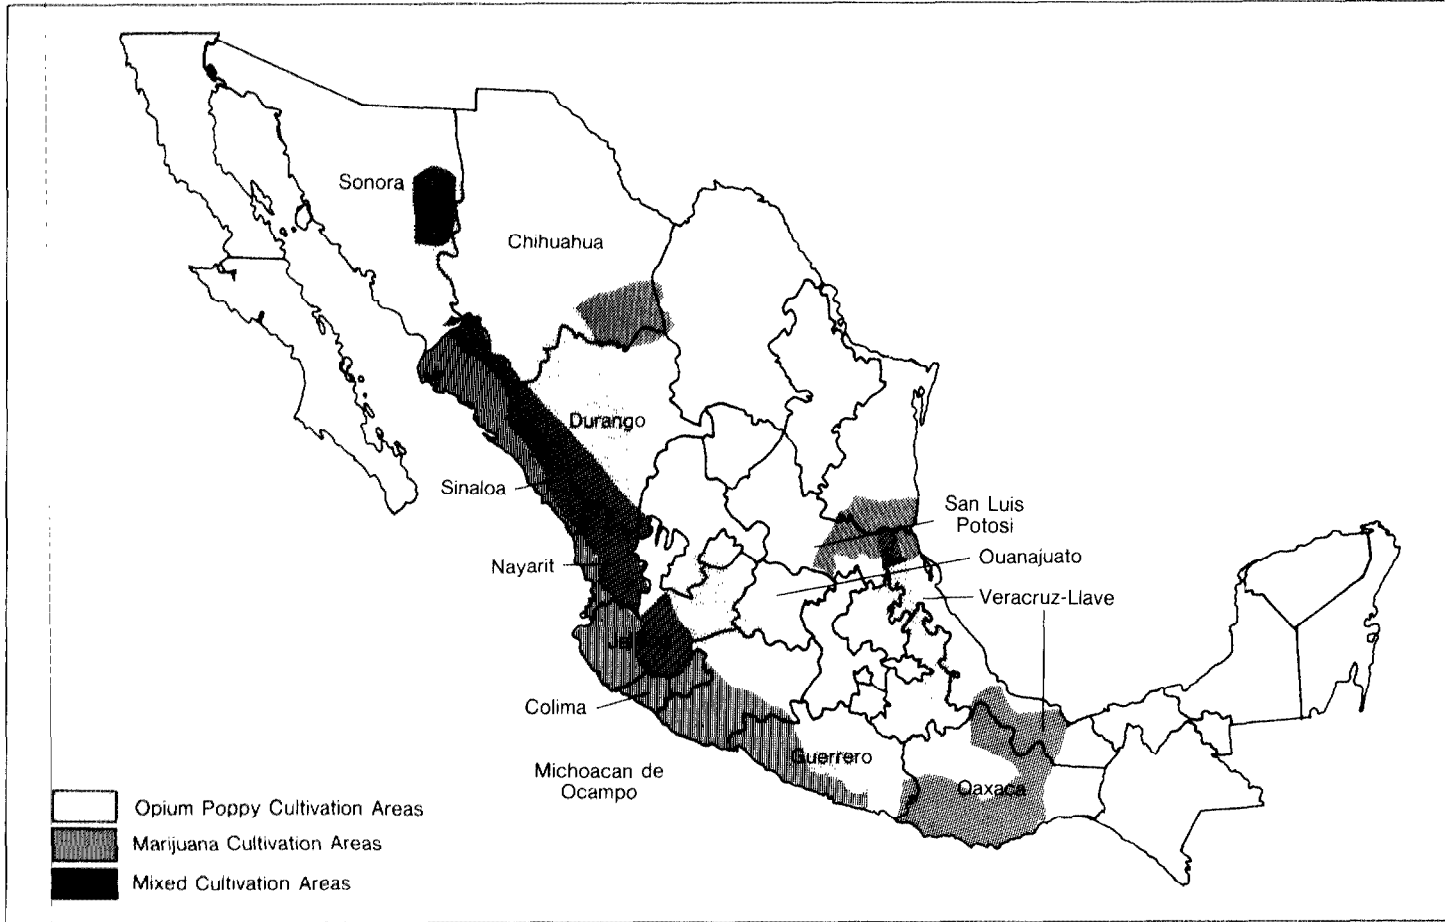 Sonora
Chihuahua
Durango
Sinaloa
San Luis
Potosi
Ouanajuato
Nayarit
Veracruz-Llave
Colima
Guerrero
Michoacan de
Ocampo
Oaxaca
Opium Poppy Cultivation Areas
Marijuana Cultivation Areas
Mixed Cultivation Areas